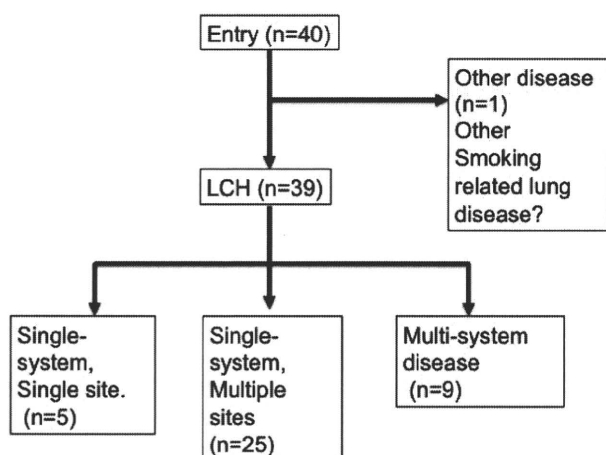 Entry (n=40)
Other disease
(n=1)
Other
Smoking
related lung
disease?
LCH (n=39)
Single-
system,
Single site.
(n=5)
Single-
system,
Multiple
sites
(n=25)
Multi-system
disease
(n=9)